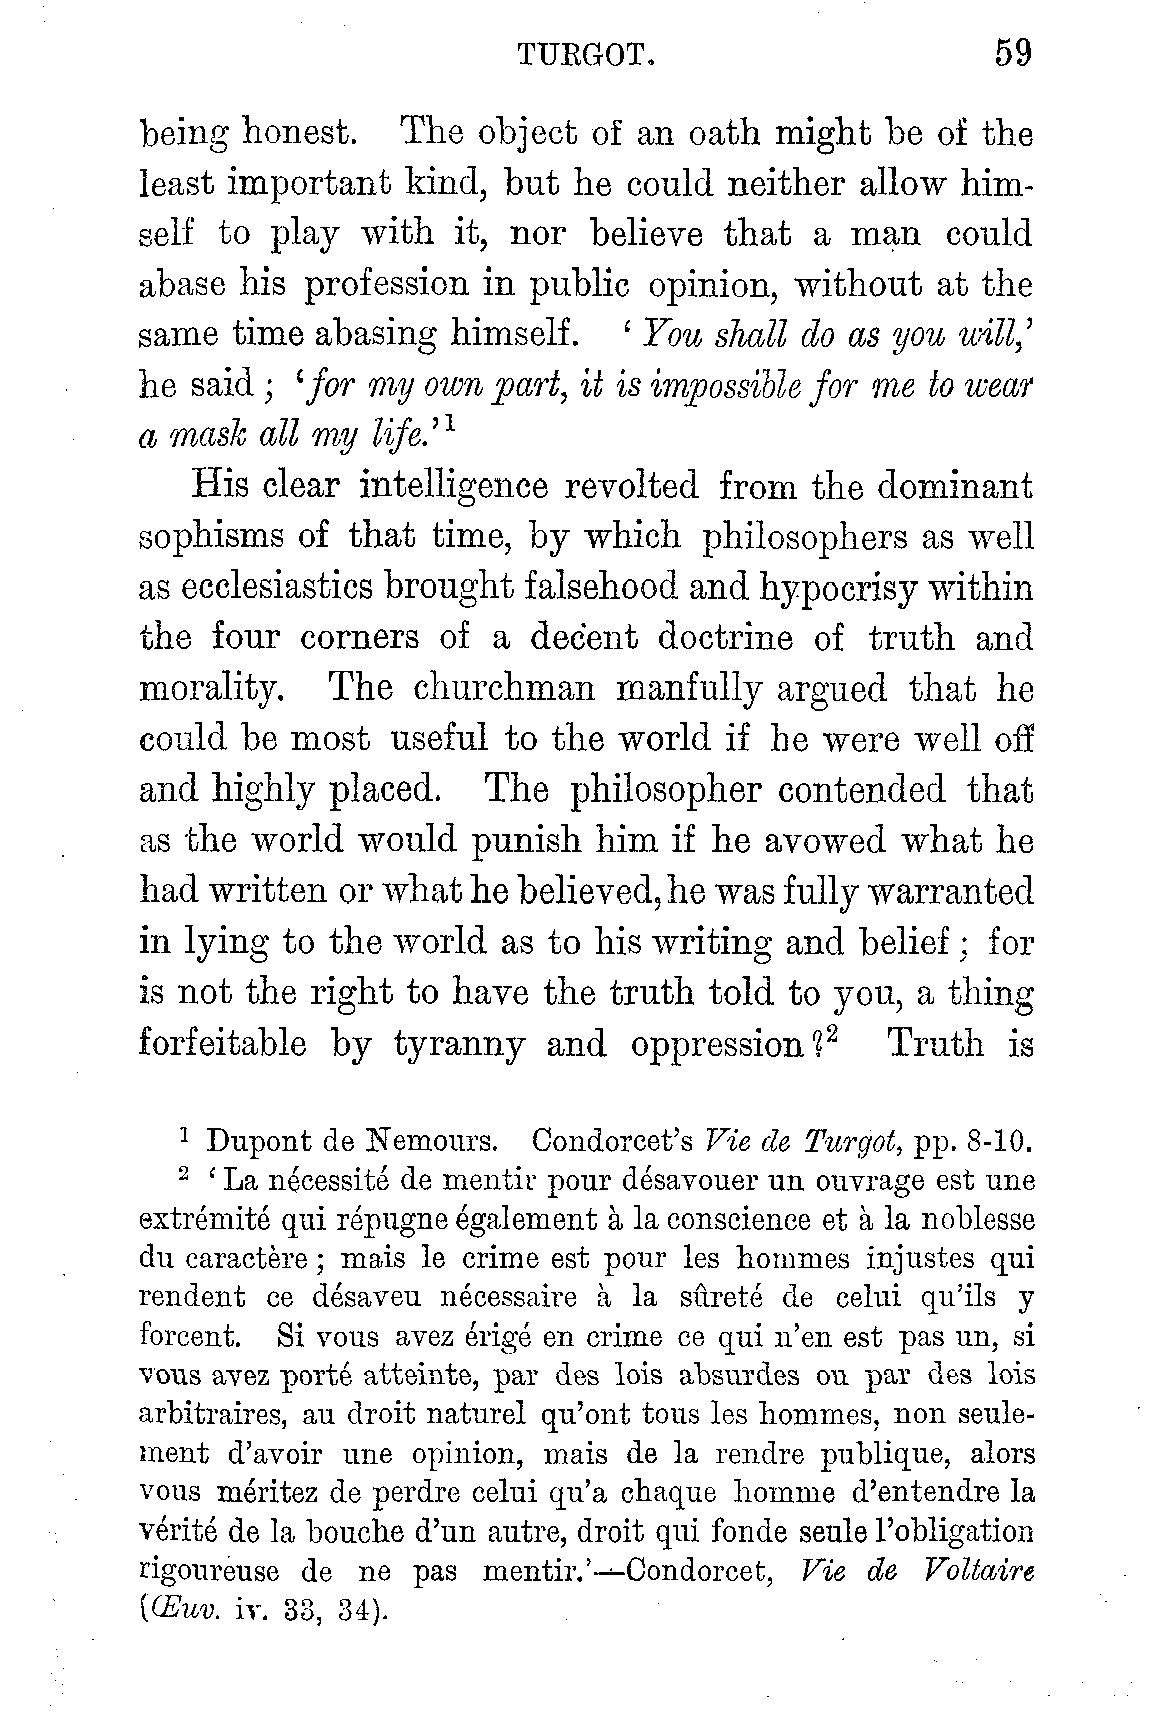 TURGOT. 59
being honest. The object of an oath might be of the
least important kind, but he could neither allow him-
self to play with it, nor believe that a man could
abase his profession in public opinion, without at the
same time abasing himself. ‘You shall do as you will,’
he said; ‘for my own part, it is impossible for me to wear
a mask all my life.’¹
His clear intelligence revolted from the dominant
sophisms of that time, by which philosophers as well
as ecclesiastics brought falsehood and hypocrisy within
the four corners of a decent doctrine of truth and
morality. The churchman manfully argued that he
could be most useful to the world if he were well off
and highly placed. The philosopher contended that
as the world would punish him if he avowed what he
had written or what he believed, he was fully warranted
in lying to the world as to his writing and belief; for
is not the right to have the truth told to you, a thing
forfeitable by tyranny and oppression?² Truth is
¹ Dupont de Nemours. Condorcet’s Vie de Turgot, pp. 8-10.
² ‘La nécessité de mentir pour désavouer un ouvrage est une
extrémité qui répugne également à la conscience et à la noblesse
du caractère; mais le crime est pour les hommes injustes qui
rendent ce désaveu nécessaire à la sûreté de celui qu’ils y
forcent. Si vous avez érigé en crime ce qui n’en est pas un, si
vous avez porté atteinte, par des lois absurdes ou par des lois
arbitraires, au droit naturel qu’ont tous les hommes, non seule-
ment d’avoir une opinion, mais de la rendre publique, alors
vous méritez de perdre celui qu’a chaque homme d’entendre la
vérité de la bouche d’un autre, droit qui fonde seule l’obligation
rigoureuse de ne pas mentir.’—Condorcet, Vie de Voltaire
(Œuv. iv. 33, 34).